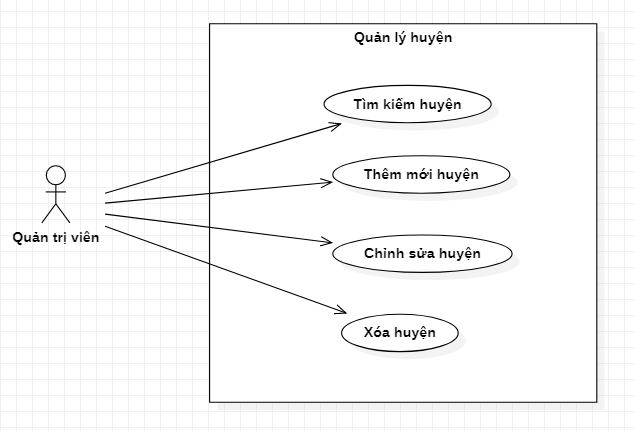 Quản lý huyện
Tìm kiếm huyện
Thêm mới huyện
Quản trị viên
Chỉnh sửa huyện
Xóa huyện